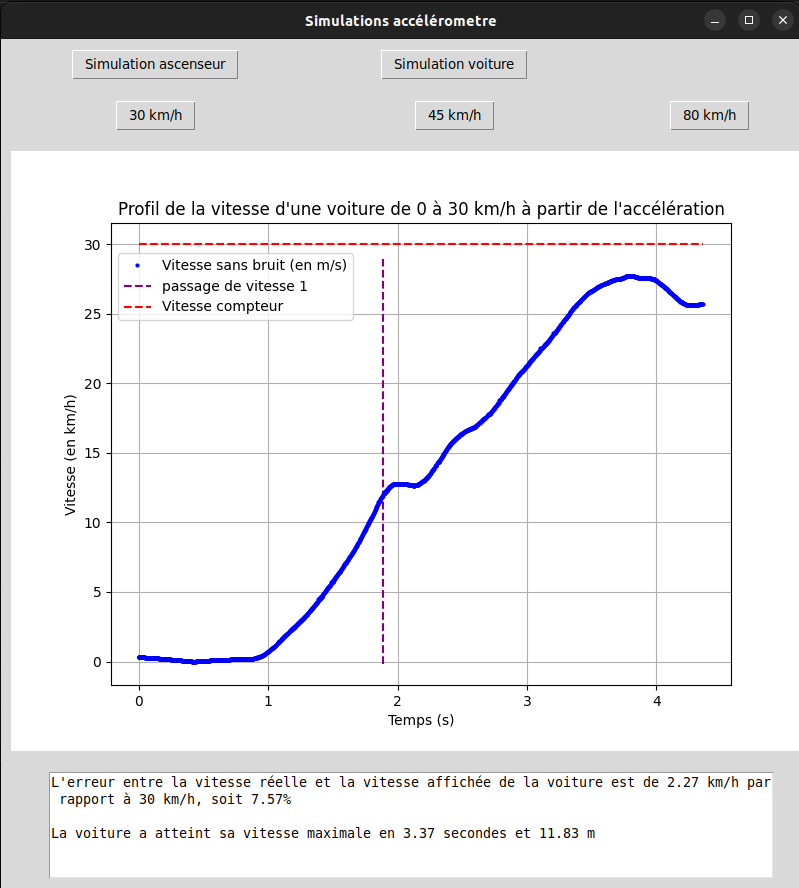 Simulations accélérometre
Simulation ascenseur
Simulation voiture
30 km/h
45 km/h
80 km/h
Profil de la vitesse d'une voiture de 0 à 30 km/h à partir de l'accélération
30
25
20
15
10
5
0
Vitesse (en km/h)
Vitesse sans bruit (en m/s)
passage de vitesse 1
Vitesse compteur
0
1
2
3
4
Temps (s)
L'erreur entre la vitesse réelle et la vitesse affichée de la voiture est de 2.27 km/h par
rapport à 30 km/h, soit 7.57%
La voiture a atteint sa vitesse maximale en 3.37 secondes et 11.83 m